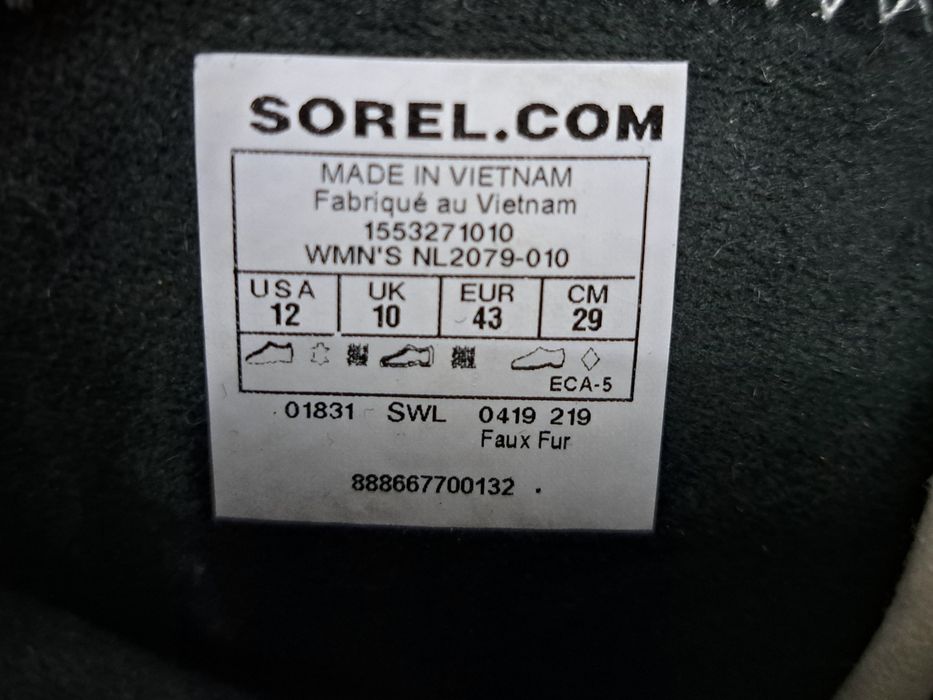 SOREL.COM
MADE IN VIETNAM
Fabriqué au Vietnam
1553271010
WMN'S NL2079-010
USA UK EUR CM
12 10 43 29
ECA-5
01831 SWL 0419 219
Faux Fur
888667700132